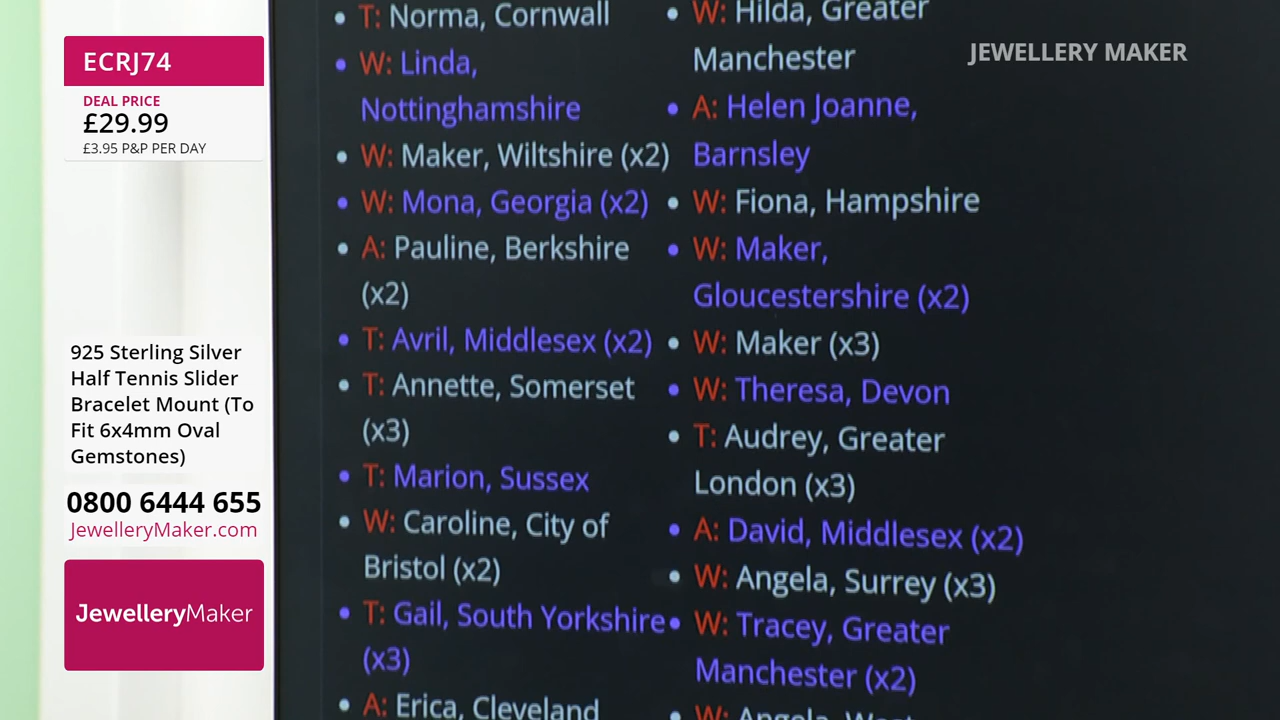 ECRJ74
DEAL PRICE
£29.99
£3.95 P&P PER DAY
925 Sterling Silver
Half Tennis Slider
Bracelet Mount (To
Fit 6x4mm Oval
Gemstones)
0800 6444 655
JewelleryMaker.com
JewelleryMaker
T: Norma, Cornwall
W: Linda,
Nottinghamshire
W: Maker, Wiltshire (x2)
W: Mona, Georgia (x2)
A: Pauline, Berkshire
(x2)
T: Avril, Middlesex (x2)
T: Annette, Somerset
(x3)
T: Marion, Sussex
W: Caroline, City of
Bristol (x2)
T: Gail, South Yorkshire
(x3)
A: Erica, Cleveland
W: Hilda, Greater
Manchester
A: Helen Joanne,
Barnsley
W: Fiona, Hampshire
W: Maker,
Gloucestershire (x2)
W: Maker (x3)
W: Theresa, Devon
T: Audrey, Greater
London (x3)
A: David, Middlesex (x2)
W: Angela, Surrey (x3)
W: Tracey, Greater
Manchester (x2)
W: Angela, West
JEWELLERY MAKER